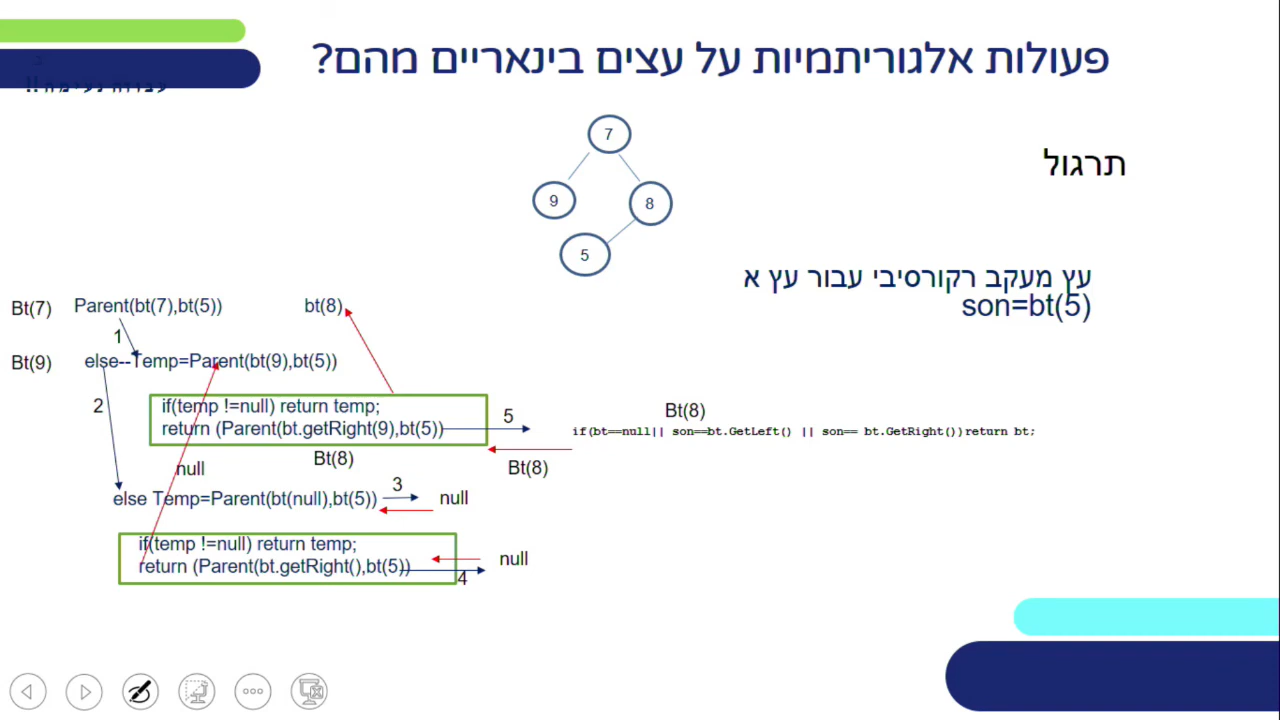 פעולות אלגוריתמיות על עצים בינאריים מהם?
עבודה נעימה!!
תרגול
7
9
8
5
עץ מעקב רקורסיבי עבור עץ א
son=bt(5)
Bt(7) Parent(bt(7),bt(5)) bt(8)
1
Bt(9) else--Temp=Parent(bt(9),bt(5))
2
if(temp !=null) return temp;
return (Parent(bt.getRight(9),bt(5))
5
Bt(8)
if(bt==null|| son==bt.GetLeft() || son== bt.GetRight())return bt;
Bt(8)
Bt(8)
null
else Temp=Parent(bt(null),bt(5))
3
null
if(temp !=null) return temp;
return (Parent(bt.getRight(),bt(5))
null
4